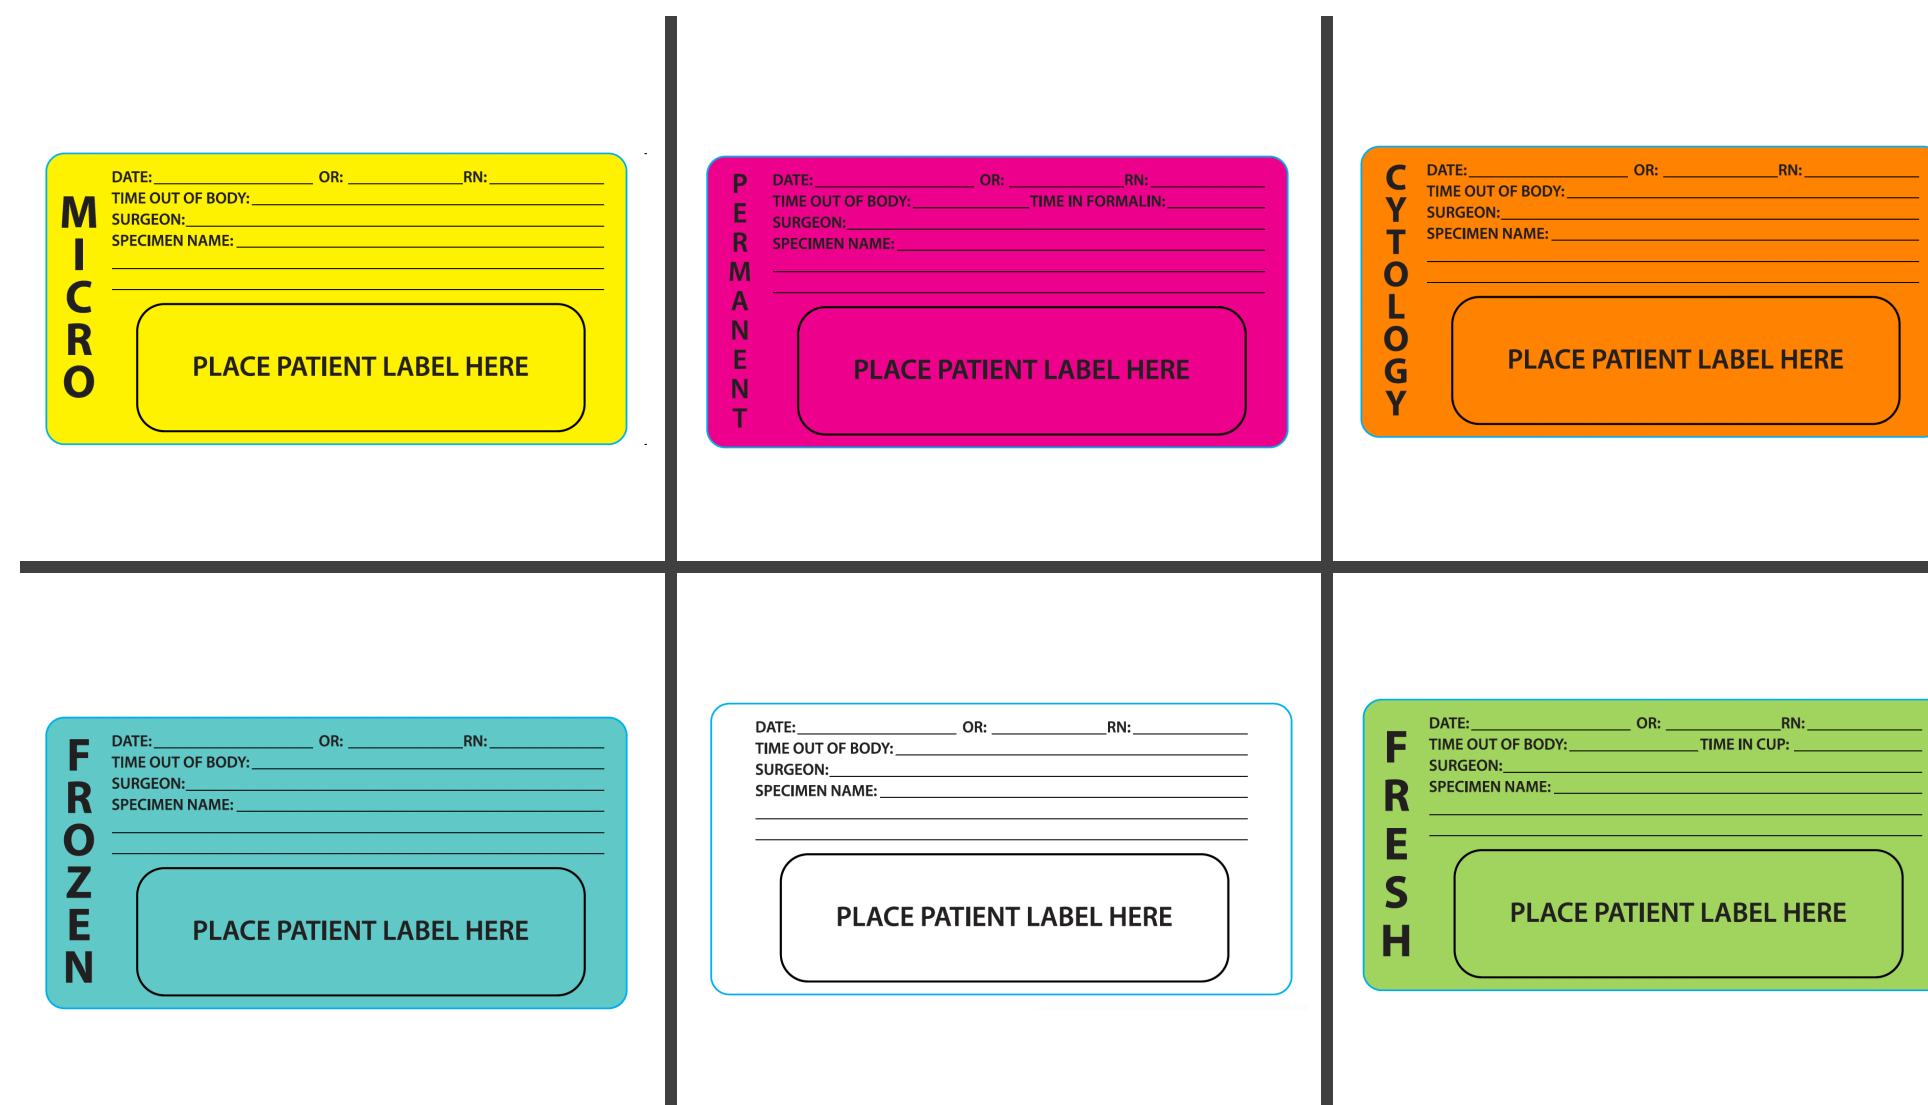 MICRO
DATE: OR: RN:
TIME OUT OF BODY:
SURGEON:
SPECIMEN NAME:
PLACE PATIENT LABEL HERE
PERMANENT
DATE: OR: RN:
TIME OUT OF BODY: TIME IN FORMALIN:
SURGEON:
SPECIMEN NAME:
PLACE PATIENT LABEL HERE
CYTOLOGY
DATE: OR: RN:
TIME OUT OF BODY:
SURGEON:
SPECIMEN NAME:
PLACE PATIENT LABEL HERE
FROZEN
DATE: OR: RN:
TIME OUT OF BODY:
SURGEON:
SPECIMEN NAME:
PLACE PATIENT LABEL HERE
DATE: OR: RN:
TIME OUT OF BODY:
SURGEON:
SPECIMEN NAME:
PLACE PATIENT LABEL HERE
FRESH
DATE: OR: RN:
TIME OUT OF BODY: TIME IN CUP:
SURGEON:
SPECIMEN NAME:
PLACE PATIENT LABEL HERE